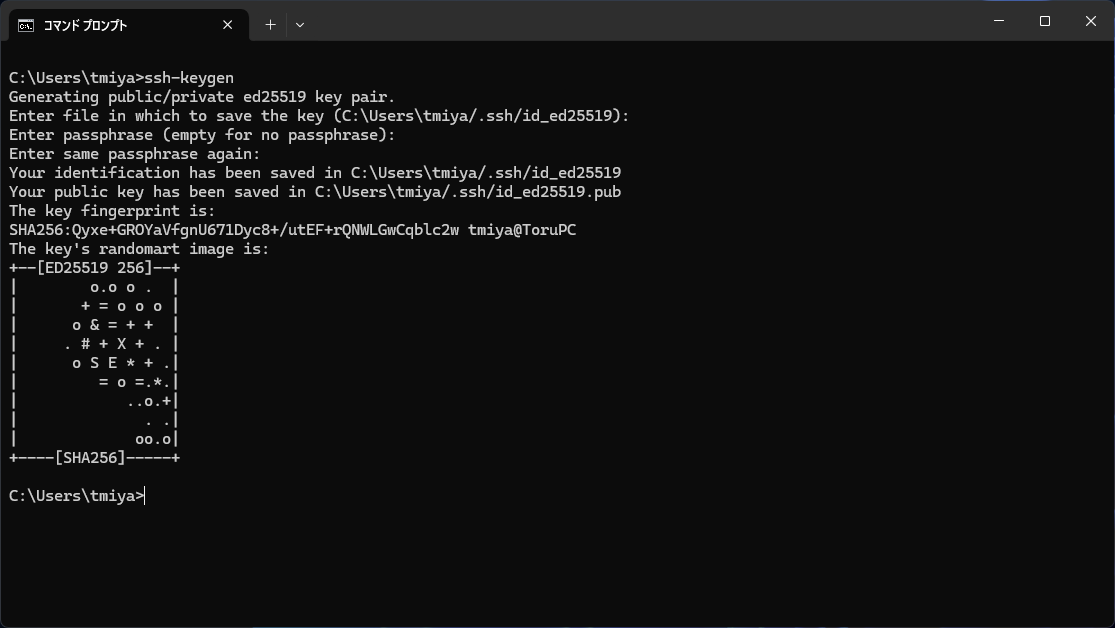 コマンド プロンプト
C:\Users\tmiya>ssh-keygen
Generating public/private ed25519 key pair.
Enter file in which to save the key (C:\Users\tmiya/.ssh/id_ed25519):
Enter passphrase (empty for no passphrase):
Enter same passphrase again:
Your identification has been saved in C:\Users\tmiya/.ssh/id_ed25519
Your public key has been saved in C:\Users\tmiya/.ssh/id_ed25519.pub
The key fingerprint is:
SHA256:Qyxe+GROYaVfgnU671Dyc8+/utEF+rQNWLGwCqblc2w tmiya@ToruPC
The key's randomart image is:
+--[ED25519 256]--+
|        o.o o .  |
|       + = o o o |
|      o & = + +  |
|     . # + X + . |
|      o S E * + .|
|         = o =.*.|
|            ..o.+|
|              . .|
|             oo.o|
+----[SHA256]-----+
C:\Users\tmiya>